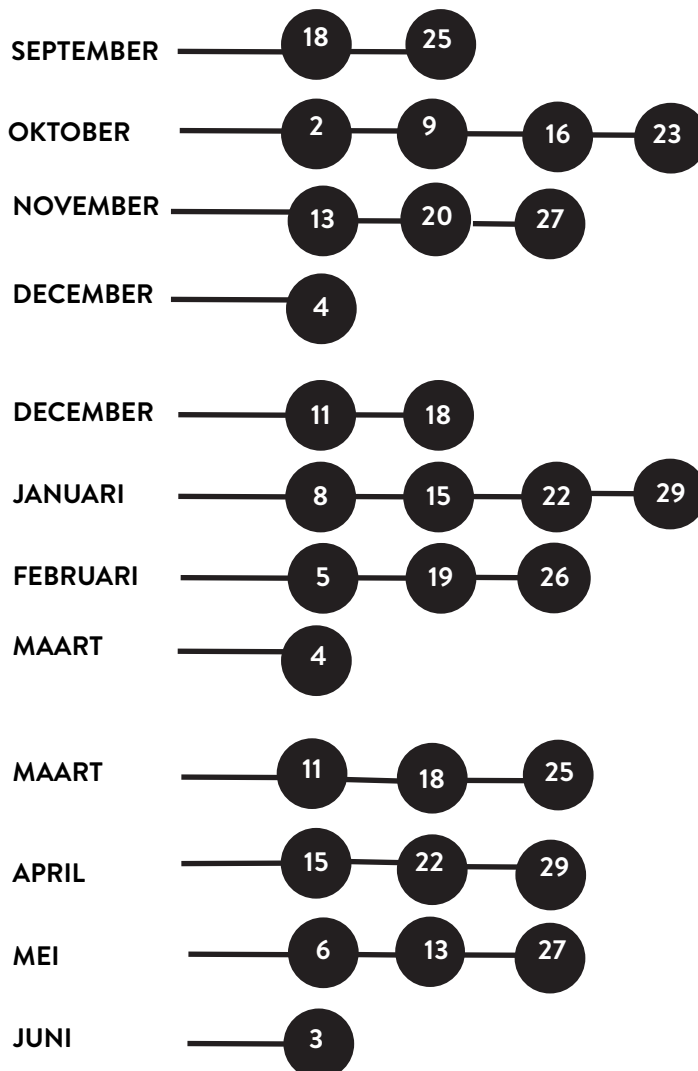 SEPTEMBER 18 25
OKTOBER 2 9 16 23
NOVEMBER 13 20 27
DECEMBER 4
DECEMBER 11 18
JANUARI 8 15 22 29
FEBRUARI 5 19 26
MAART 4
MAART 11 18 25
APRIL 15 22 29
MEI 6 13 27
JUNI 3